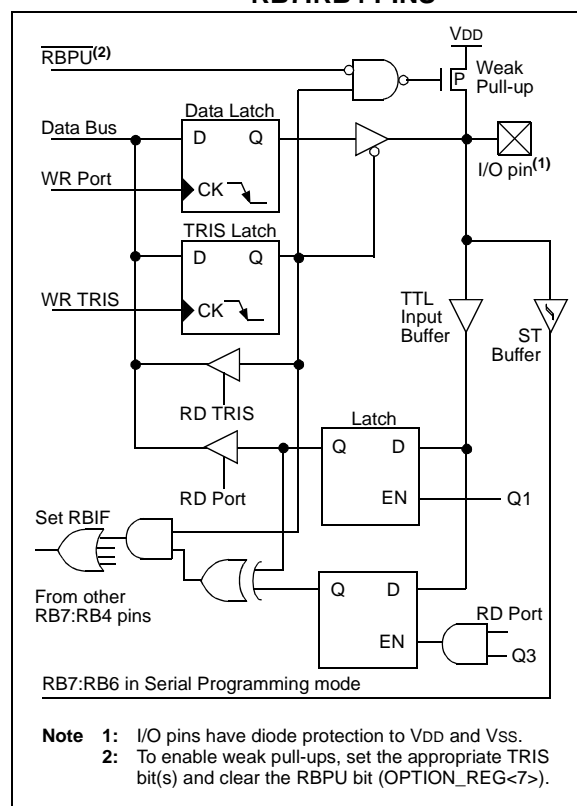 RBPU(2)
VDD
P
Weak
Pull-up
Data Bus
Data Latch
D Q
WR Port
CK
I/O pin(1)
TRIS Latch
D Q
WR TRIS
CK
TTL
Input
Buffer
ST
Buffer
RD TRIS
Latch
Q D
RD Port
EN
Q1
Set RBIF
From other
RB7:RB4 pins
Q D
RD Port
EN
Q3
RB7:RB6 in Serial Programming mode
Note 1: I/O pins have diode protection to VDD and VSS.
2: To enable weak pull-ups, set the appropriate TRIS
bit(s) and clear the RBPU bit (OPTION_REG<7>).